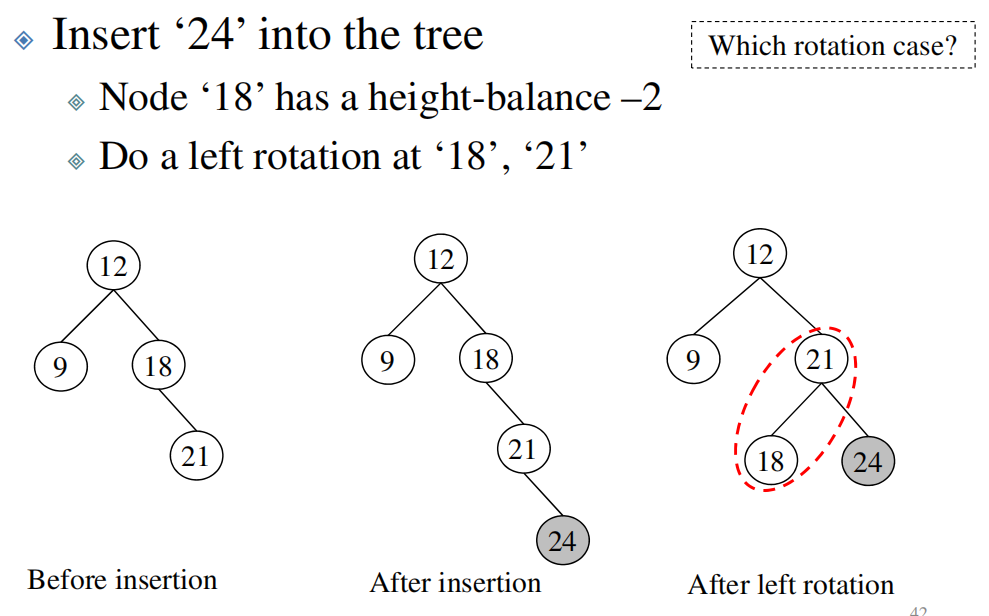 Insert ‘24’ into the tree
Which rotation case?
Node ‘18’ has a height-balance –2
Do a left rotation at ‘18’, ‘21’
12
9
18
21
Before insertion
12
9
18
21
24
After insertion
12
9
21
18
24
After left rotation
42